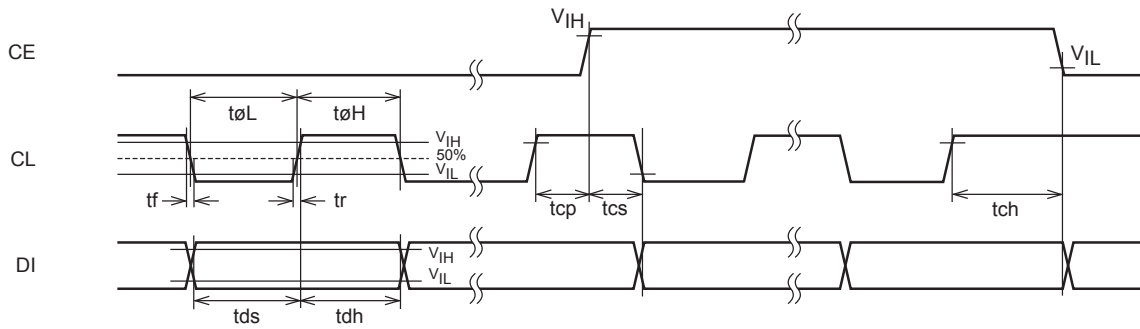 VIH
CE
VIL
tøL
tøH
VIH
CL
50%
VIL
tf
tr
tcp
tcs
tch
VIH
DI
VIL
tds
tdh